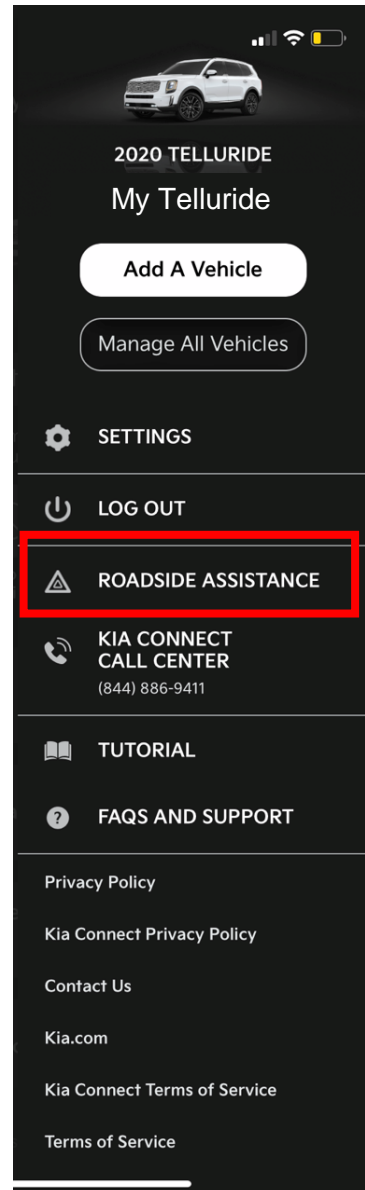 2020 TELLURIDE
My Telluride
Add A Vehicle
Manage All Vehicles
SETTINGS
LOG OUT
ROADSIDE ASSISTANCE
KIA CONNECT
CALL CENTER
(844) 886-9411
TUTORIAL
FAQS AND SUPPORT
Privacy Policy
Kia Connect Privacy Policy
Contact Us
Kia.com
Kia Connect Terms of Service
Terms of Service